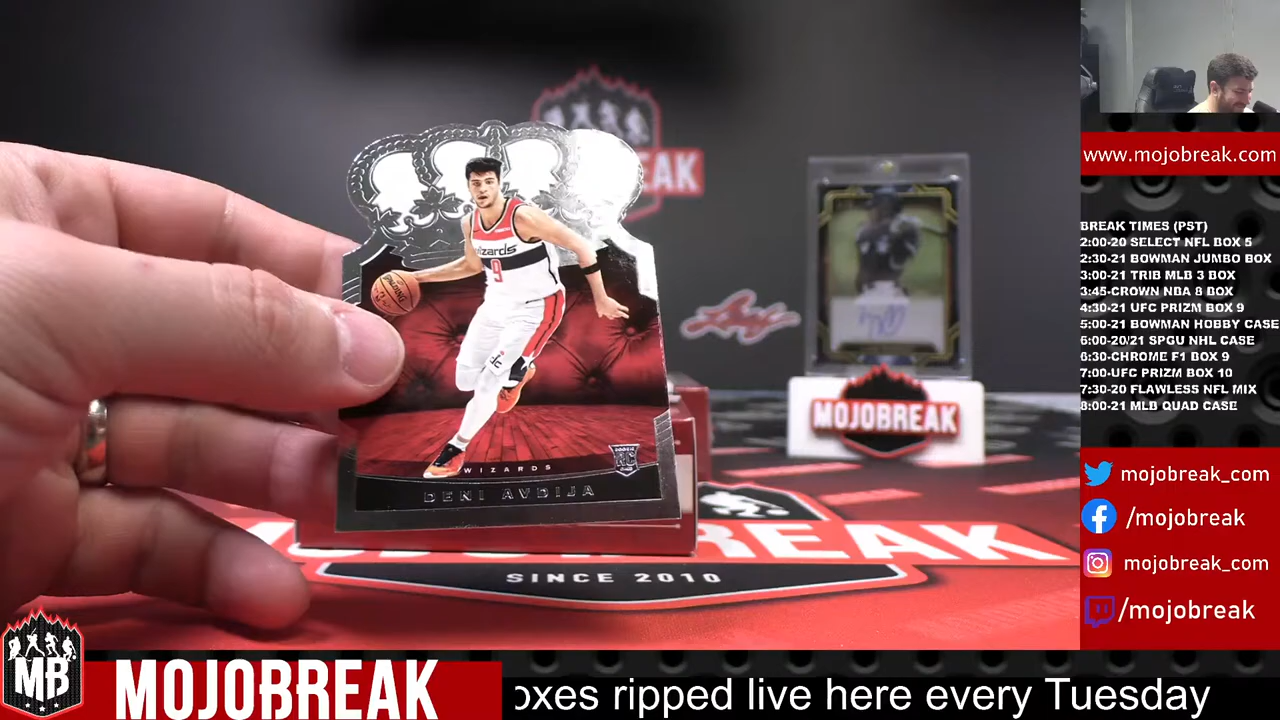 EAK
wizards
9
SPALDING
WIZARDS
RC
DENI AVDIJA
MOJOBREAK
MOJOBREAK
SINCE 2010
www.mojobreak.com
BREAK TIMES (PST)
2:00-20 SELECT NFL BOX 5
2:30-21 BOWMAN JUMBO BOX
3:00-21 TRIB MLB 3 BOX
3:45-CROWN NBA 8 BOX
4:30-21 UFC PRIZM BOX 9
5:00-21 BOWMAN HOBBY CASE
6:00-20/21 SPGU NHL CASE
6:30-CHROME F1 BOX 9
7:00-UFC PRIZM BOX 10
7:30-20 FLAWLESS NFL MIX
8:00-21 MLB QUAD CASE
mojobreak_com
/mojobreak
mojobreak_com
/mojobreak
MB
MOJOBREAK
oxes ripped live here every Tuesday